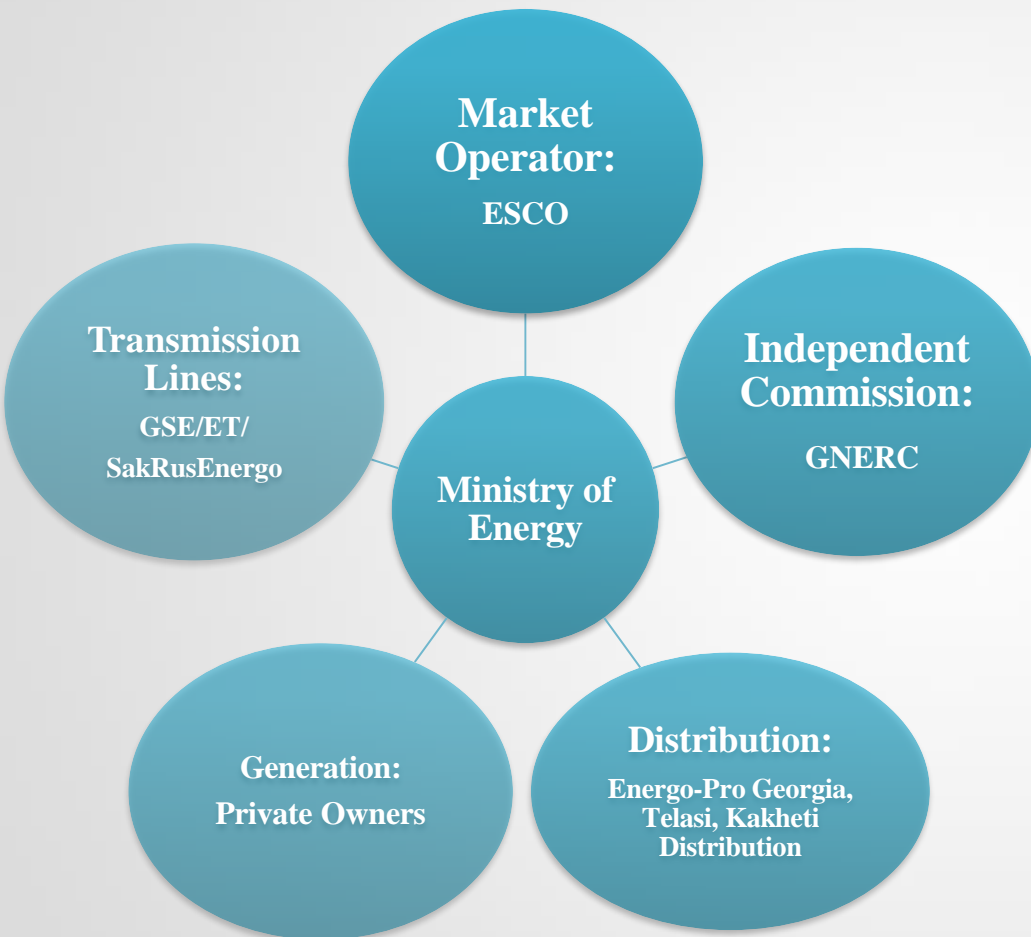 Market
Operator:
ESCO
Transmission
Lines:
GSE/ET/
SakRusEnergo
Independent
Commission:
GNERC
Ministry of
Energy
Generation:
Private Owners
Distribution:
Energo-Pro Georgia,
Telasi, Kakheti
Distribution